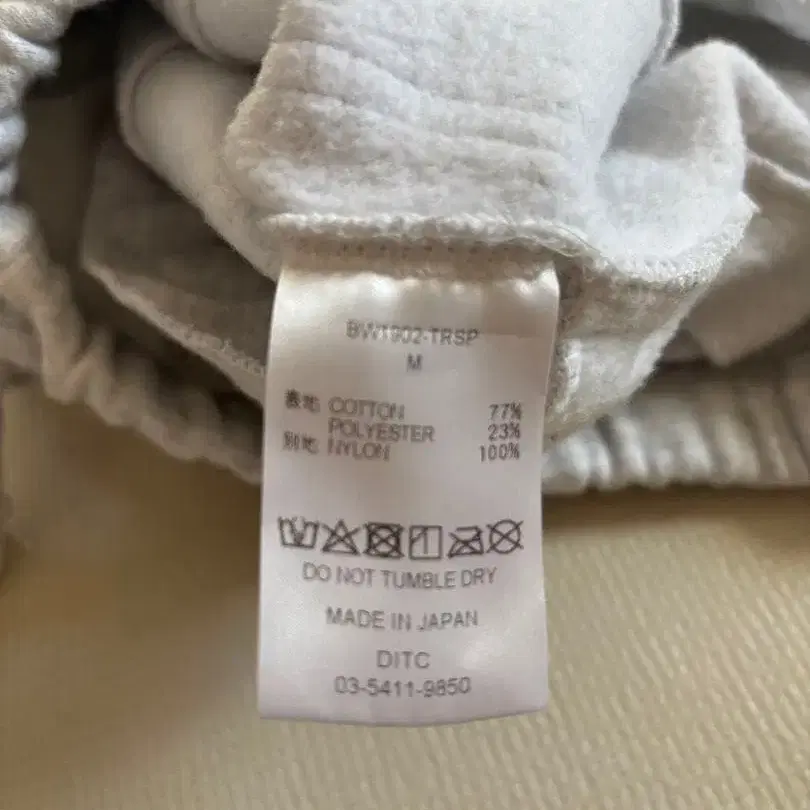 BW1902-TRSP
M
表地 COTTON 77%
POLYESTER 23%
別地 NYLON 100%
DO NOT TUMBLE DRY
MADE IN JAPAN
DITC
03-5411-9850